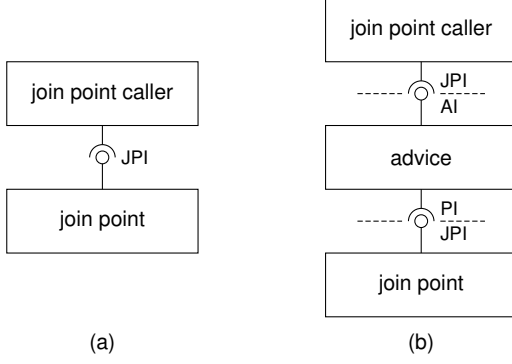 join point caller
JPI
join point
(a)
join point caller
JPI
AI
advice
PI
JPI
join point
(b)